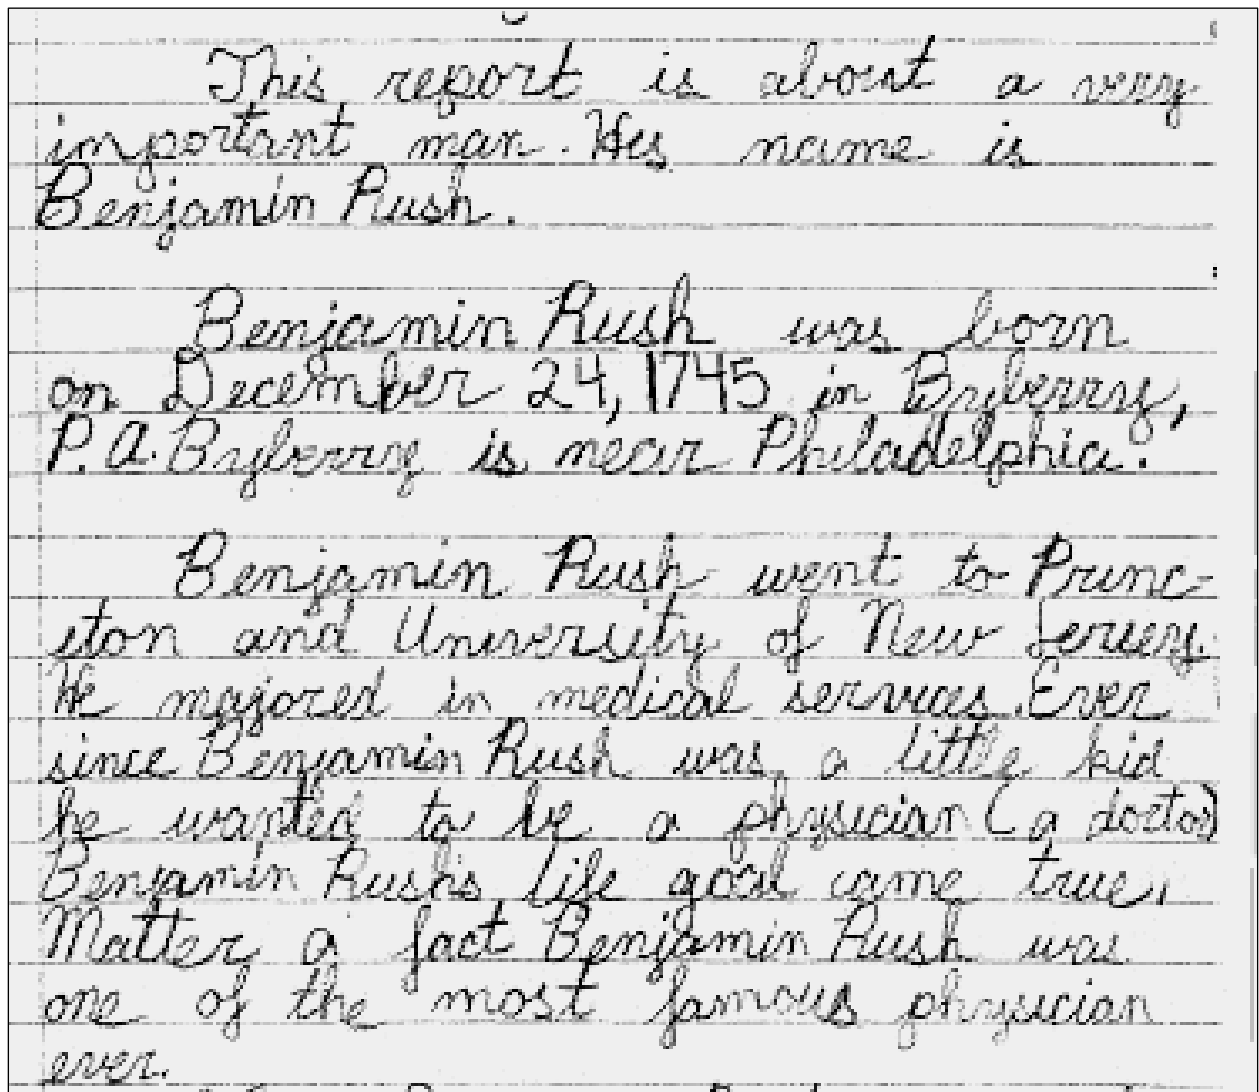 This report is about a very
important man. His name is
Benjamin Rush.
Benjamin Rush was born
on December 24, 1745 in Byberry,
P.A. Byberry is near Philadelphia.
Benjamin Rush went to Princ-
eton and University of New Jersey.
He majored in medical services. Ever
since Benjamin Rush was a little kid
he wanted to be a physician (a doctor)
Benjamin Rush's life goal came true.
Matter a fact Benjamin Rush was
one of the most famous physician
ever.